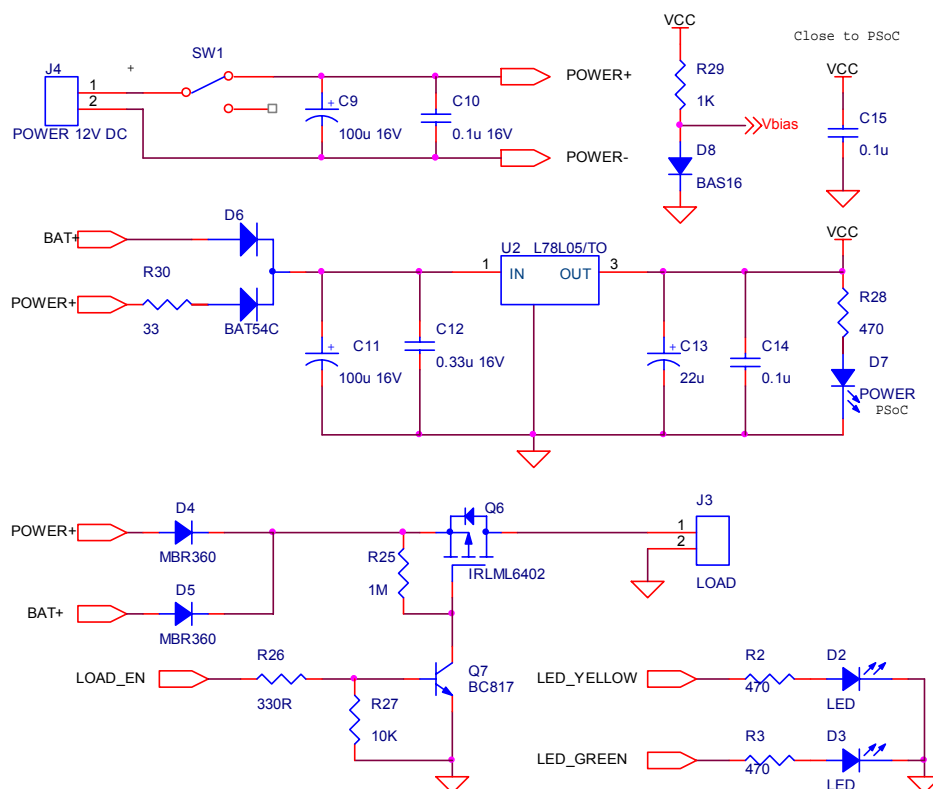 VCC
Close to PSoC
SW1
J4
+
R29
VCC
1
POWER+
1K
2
+
C9
C10
Vbias
C15
POWER 12V DC
100u 16V
0.1u 16V
D8
0.1u
POWER-
BAS16
D6
VCC
BAT+
U2
L78L05/TO
R30
1
IN
OUT
3
R28
POWER+
470
33
BAT54C
+
C11
C12
+
C13
C14
D7
100u 16V
0.33u 16V
22u
0.1u
POWER
PSoC
D4
Q6
J3
POWER+
1
R25
2
MBR360
IRLML6402
1M
LOAD
D5
BAT+
MBR360
R26
Q7
R2
D2
LOAD_EN
BC817
LED_YELLOW
330R
R27
470
LED
10K
R3
D3
LED_GREEN
470
LED